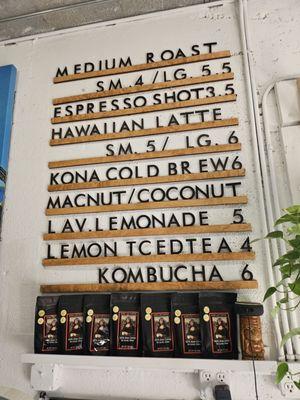 MEDIUM ROAST
SM. 4/LG. 5.5
ESPRESSO SHOT3.5
HAWAIIAN LATTE
SM. 5/ LG. 6
KONA COLD BREW6
MACNUT/COCONUT
LAV.LEMONADE 5
LEMON TCEDTEA 4
KOMBUCHA 6